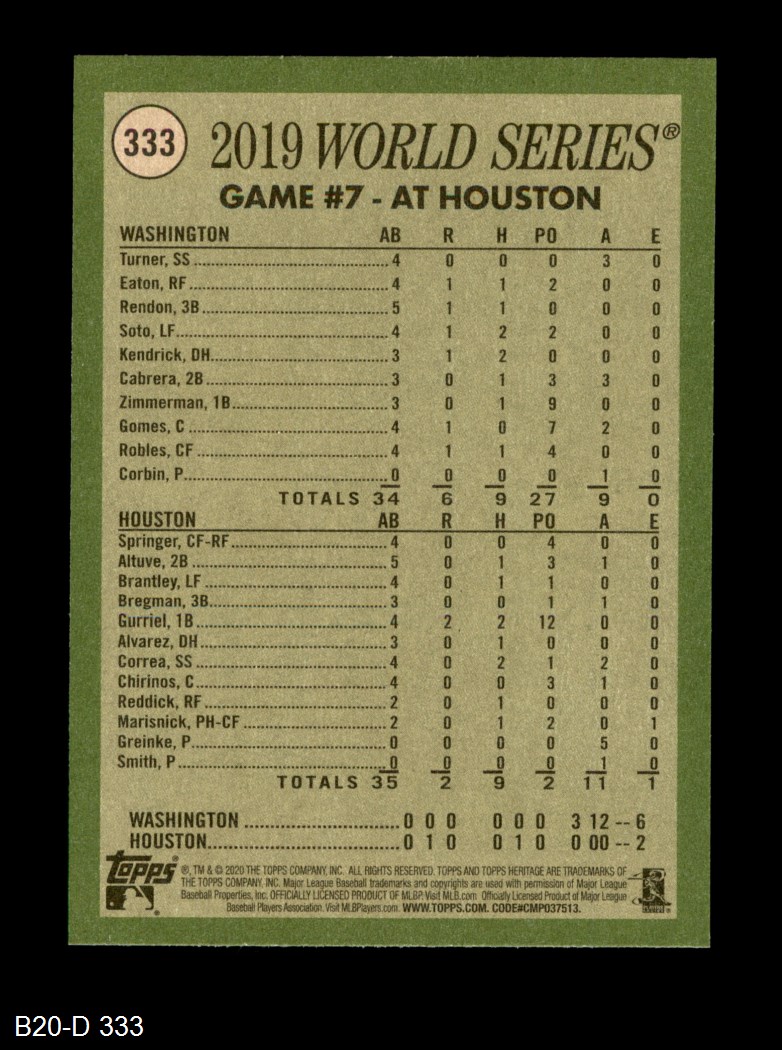 333
2019 WORLD SERIES®
GAME #7 - AT HOUSTON
WASHINGTON AB R H PO A E
Turner, SS 4 0 0 0 3 0
Eaton, RF 4 1 1 2 0 0
Rendon, 3B 5 1 1 0 0 0
Soto, LF 4 1 2 2 0 0
Kendrick, DH 3 1 2 0 0 0
Cabrera, 2B 3 0 1 3 3 0
Zimmerman, 1B 3 0 1 9 0 0
Gomes, C 4 1 0 7 2 0
Robles, CF 4 1 1 4 0 0
Corbin, P 0 0 0 0 1 0
TOTALS 34 6 9 27 9 0
HOUSTON AB R H PO A E
Springer, CF-RF 4 0 0 4 0 0
Altuve, 2B 5 0 1 3 1 0
Brantley, LF 4 0 1 1 0 0
Bregman, 3B 3 0 0 1 1 0
Gurriel, 1B 4 2 2 12 0 0
Alvarez, DH 3 0 1 0 0 0
Correa, SS 4 0 2 1 2 0
Chirinos, C 4 0 0 3 1 0
Reddick, RF 2 0 1 0 0 0
Marisnick, PH-CF 2 0 1 2 0 1
Greinke, P 0 0 0 0 5 0
Smith, P 0 0 0 0 1 0
TOTALS 35 2 9 2 11 1
WASHINGTON 0 0 0 0 0 0 3 12 -- 6
HOUSTON 0 1 0 0 1 0 0 00 -- 2
topps ®, TM & © 2020 THE TOPPS COMPANY, INC. ALL RIGHTS RESERVED. TOPPS AND TOPPS HERITAGE ARE TRADEMARKS OF
THE TOPPS COMPANY, INC. Major League Baseball trademarks and copyrights are used with permission of Major League
Baseball Properties, Inc. OFFICIALLY LICENSED PRODUCT OF MLBP. Visit MLB.com Officially Licensed Product of Major League
Baseball Players Association. Visit MLBPlayers.com. WWW.TOPPS.COM. CODE#CMP037513.
B20-D 333